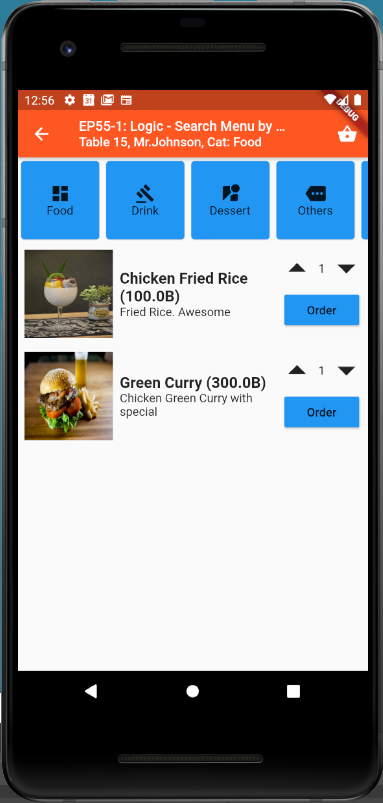 12:56
31
DEBUG
EP55-1: Logic - Search Menu by ...
Table 15, Mr.Johnson, Cat: Food
Food
Drink
Dessert
Others
Chicken Fried Rice
(100.0B)
Fried Rice. Awesome
1
Order
Green Curry (300.0B)
Chicken Green Curry with
special
1
Order